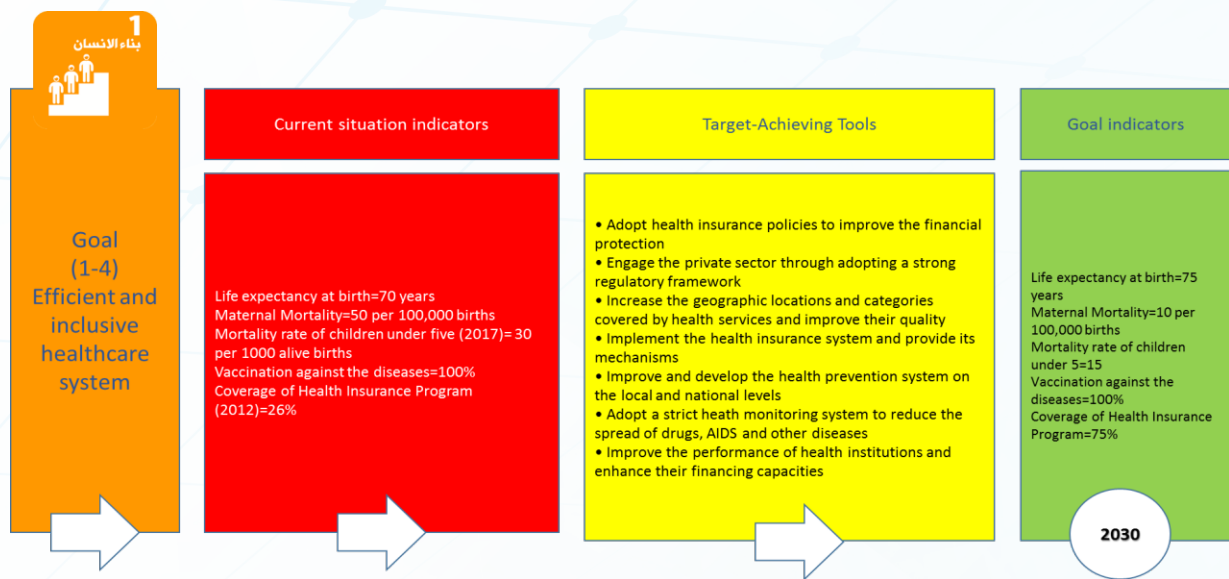 1
بناء الانسان
Goal
(1-4)
Efficient and
inclusive
healthcare
system
Current situation indicators
Life expectancy at birth=70 years
Maternal Mortality=50 per 100,000 births
Mortality rate of children under five (2017)= 30
per 1000 alive births
Vaccination against the diseases=100%
Coverage of Health Insurance Program
(2012)=26%
Target-Achieving Tools
• Adopt health insurance policies to improve the financial
protection
• Engage the private sector through adopting a strong
regulatory framework
• Increase the geographic locations and categories
covered by health services and improve their quality
• Implement the health insurance system and provide its
mechanisms
• Improve and develop the health prevention system on
the local and national levels
• Adopt a strict heath monitoring system to reduce the
spread of drugs, AIDS and other diseases
• Improve the performance of health institutions and
enhance their financing capacities
Goal indicators
Life expectancy at birth=75
years
Maternal Mortality=10 per
100,000 births
Mortality rate of children
under 5=15
Vaccination against the
diseases=100%
Coverage of Health Insurance
Program=75%
2030